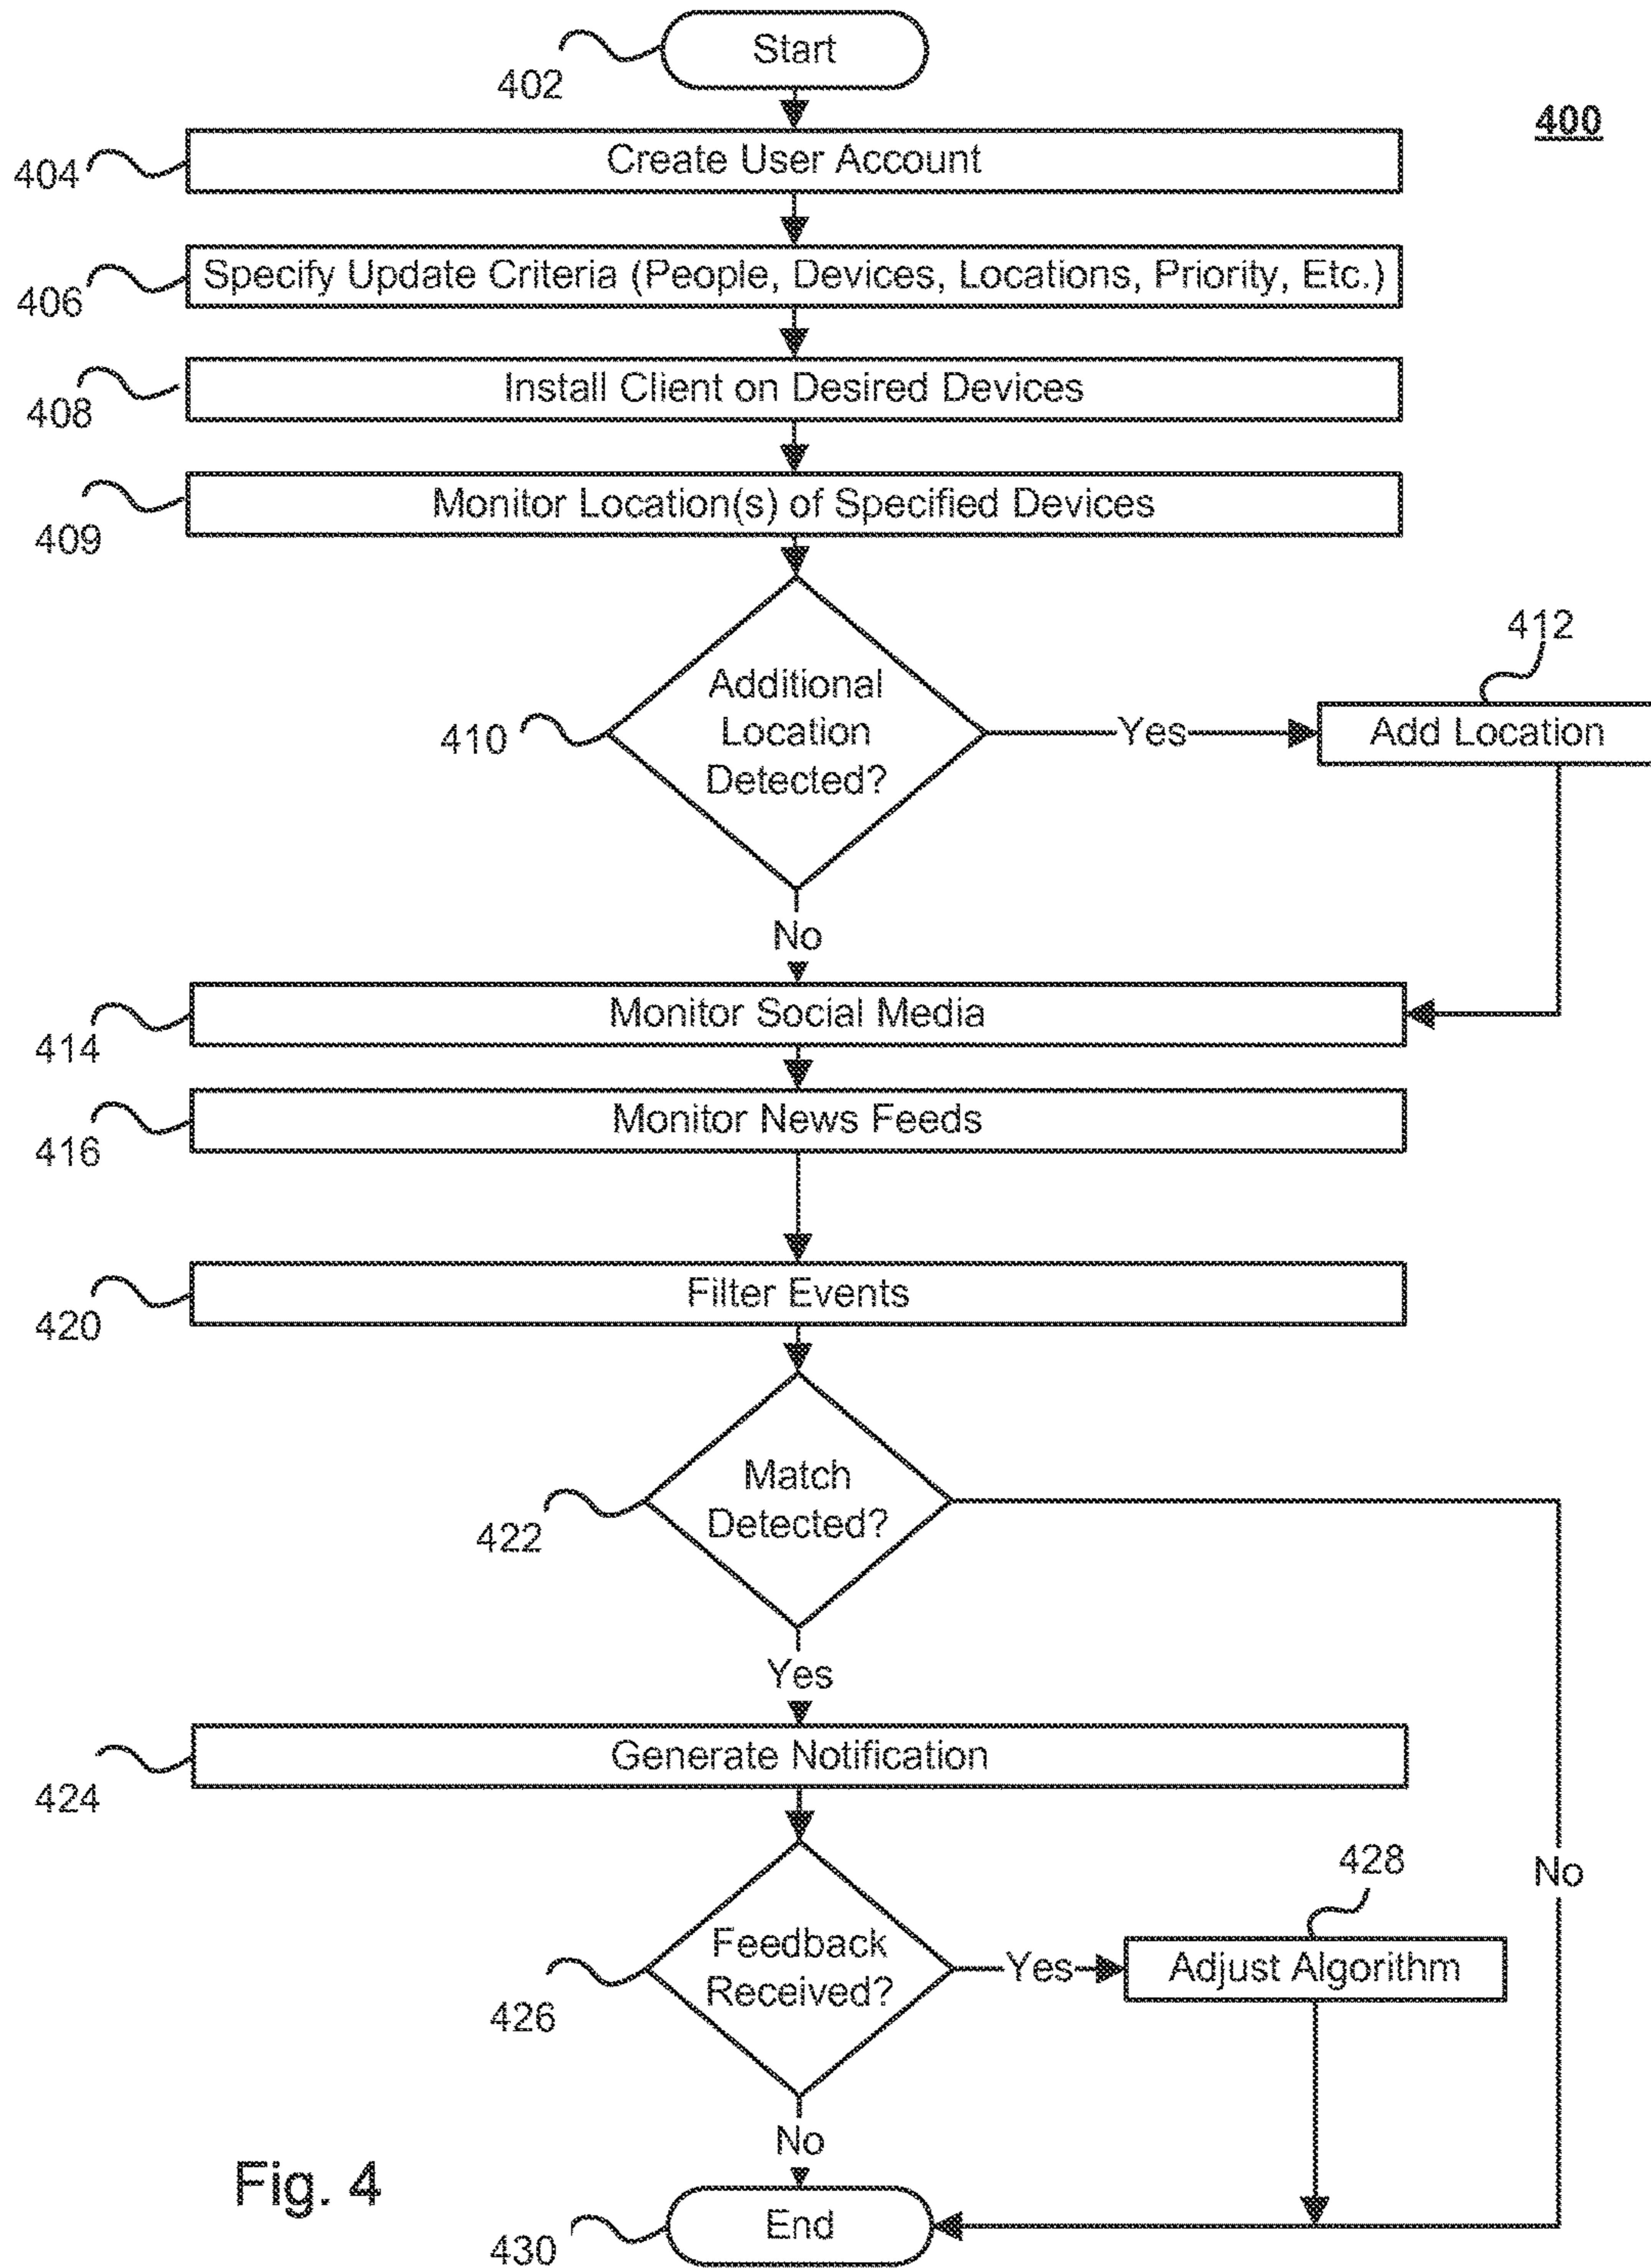 Start
402
400
Create User Account
404
Specify Update Criteria (People, Devices, Locations, Priority, Etc.)
406
Install Client on Desired Devices
408
Monitor Location(s) of Specified Devices
409
412
Additional
Location
Detected?
410
Yes
Add Location
No
Monitor Social Media
414
Monitor News Feeds
416
Filter Events
420
Match
Detected?
422
Yes
Generate Notification
424
428
No
Feedback
Received?
426
Yes
Adjust Algorithm
No
Fig. 4
End
430